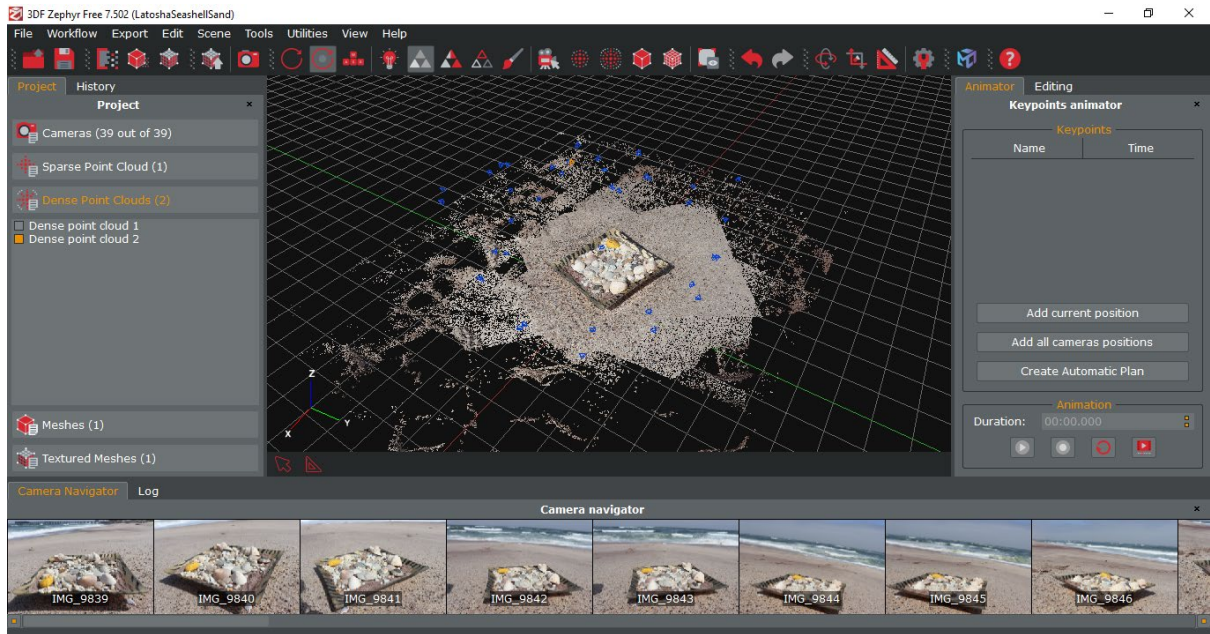 3DF Zephyr Free 7.502 (LatoshaSeashellSand)
File Workflow Export Edit Scene Tools Utilities View Help
Project History
Project
Cameras (39 out of 39)
Sparse Point Cloud (1)
Dense Point Clouds (2)
Dense point cloud 1
Dense point cloud 2
Meshes (1)
Textured Meshes (1)
Z
Y
X
Animator Editing
Keypoints animator
Keypoints
Name Time
Add current position
Add all cameras positions
Create Automatic Plan
Animation
Duration: 00:00.000
Camera Navigator Log
Camera navigator
IMG_9839 IMG_9840 IMG_9841 IMG_9842 IMG_9843 IMG_9844 IMG_9845 IMG_9846